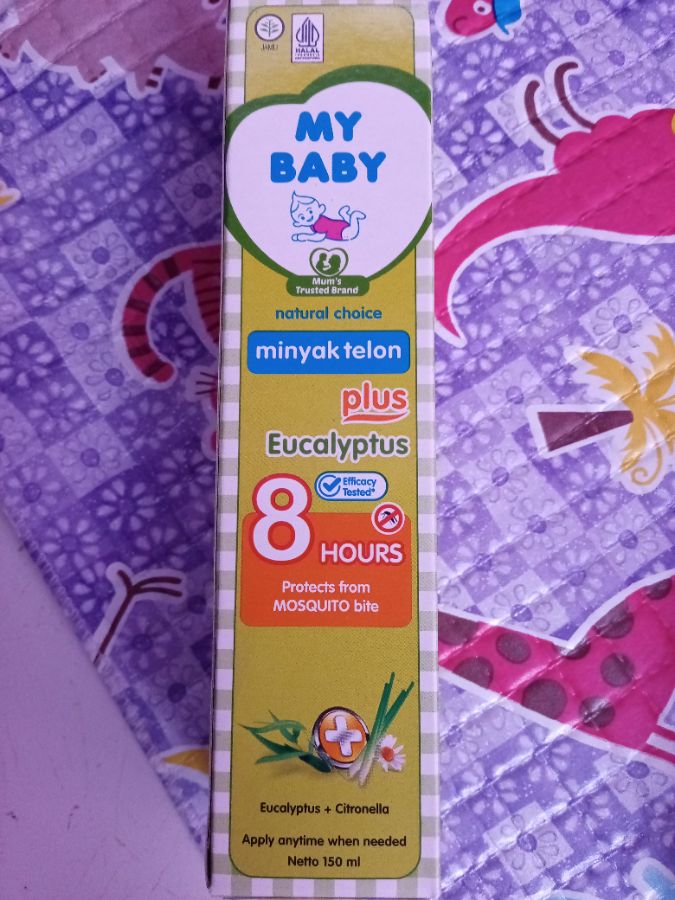 JAMU
HALAL
INDONESIA
MY
BABY
Mum's
Trusted Brand
natural choice
minyak telon
plus
Eucalyptus
Efficacy
Tested*
8
HOURS
Protects from
MOSQUITO bite
Eucalyptus + Citronella
Apply anytime when needed
Netto 150 ml